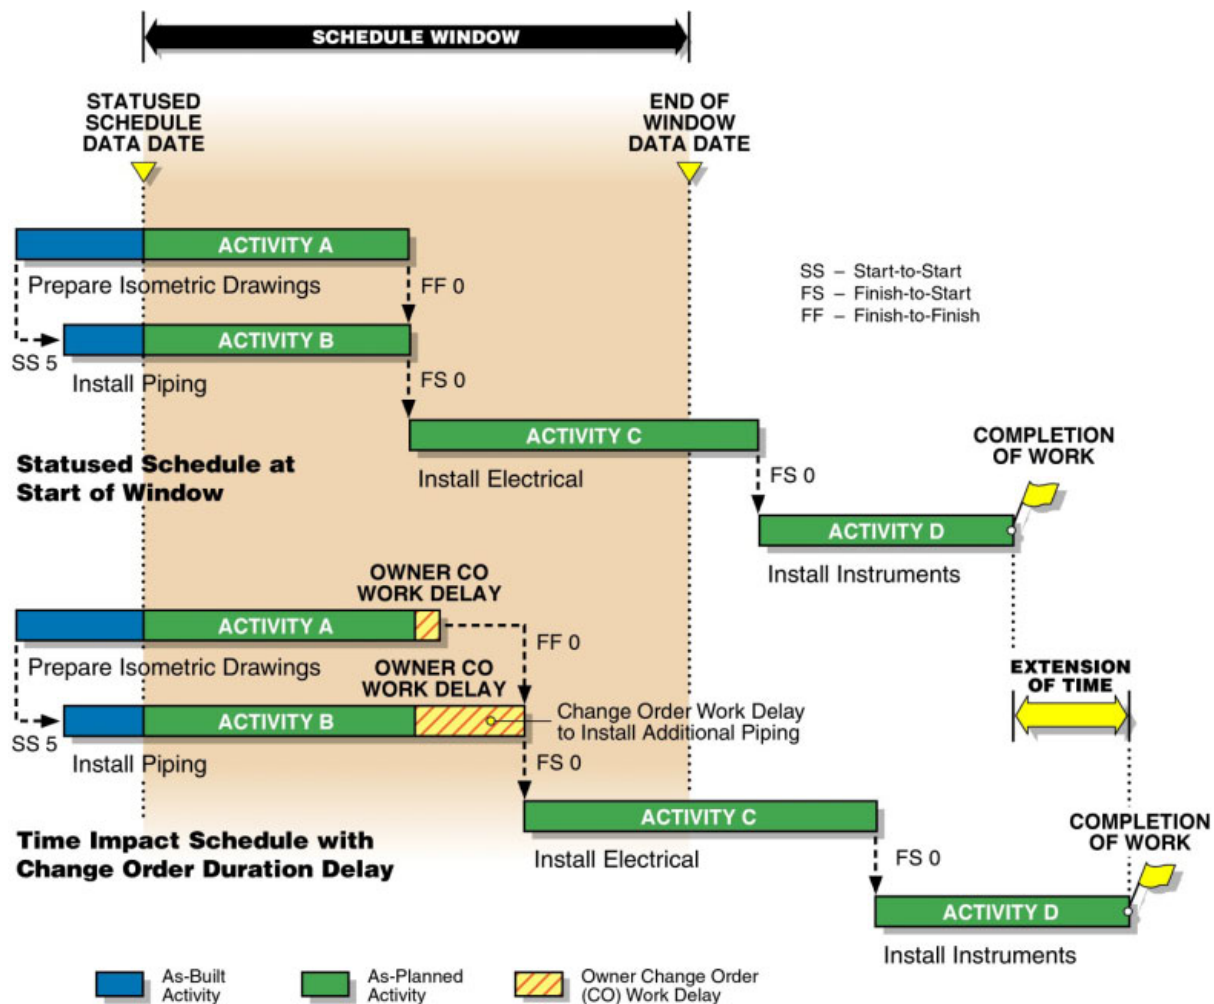 SCHEDULE WINDOW
STATUSED
SCHEDULE
DATA DATE
END OF
WINDOW
DATA DATE
ACTIVITY A
Prepare Isometric Drawings
FF 0
SS – Start-to-Start
FS – Finish-to-Start
FF – Finish-to-Finish
SS 5
ACTIVITY B
Install Piping
FS 0
ACTIVITY C
Install Electrical
Statused Schedule at
Start of Window
FS 0
COMPLETION
OF WORK
ACTIVITY D
Install Instruments
OWNER CO
WORK DELAY
ACTIVITY A
Prepare Isometric Drawings
FF 0
OWNER CO
WORK DELAY
EXTENSION
OF TIME
SS 5
ACTIVITY B
Change Order Work Delay
to Install Additional Piping
Install Piping
FS 0
ACTIVITY C
Install Electrical
Time Impact Schedule with
Change Order Duration Delay
FS 0
COMPLETION
OF WORK
ACTIVITY D
Install Instruments
As-Built
Activity
As-Planned
Activity
Owner Change Order
(CO) Work Delay